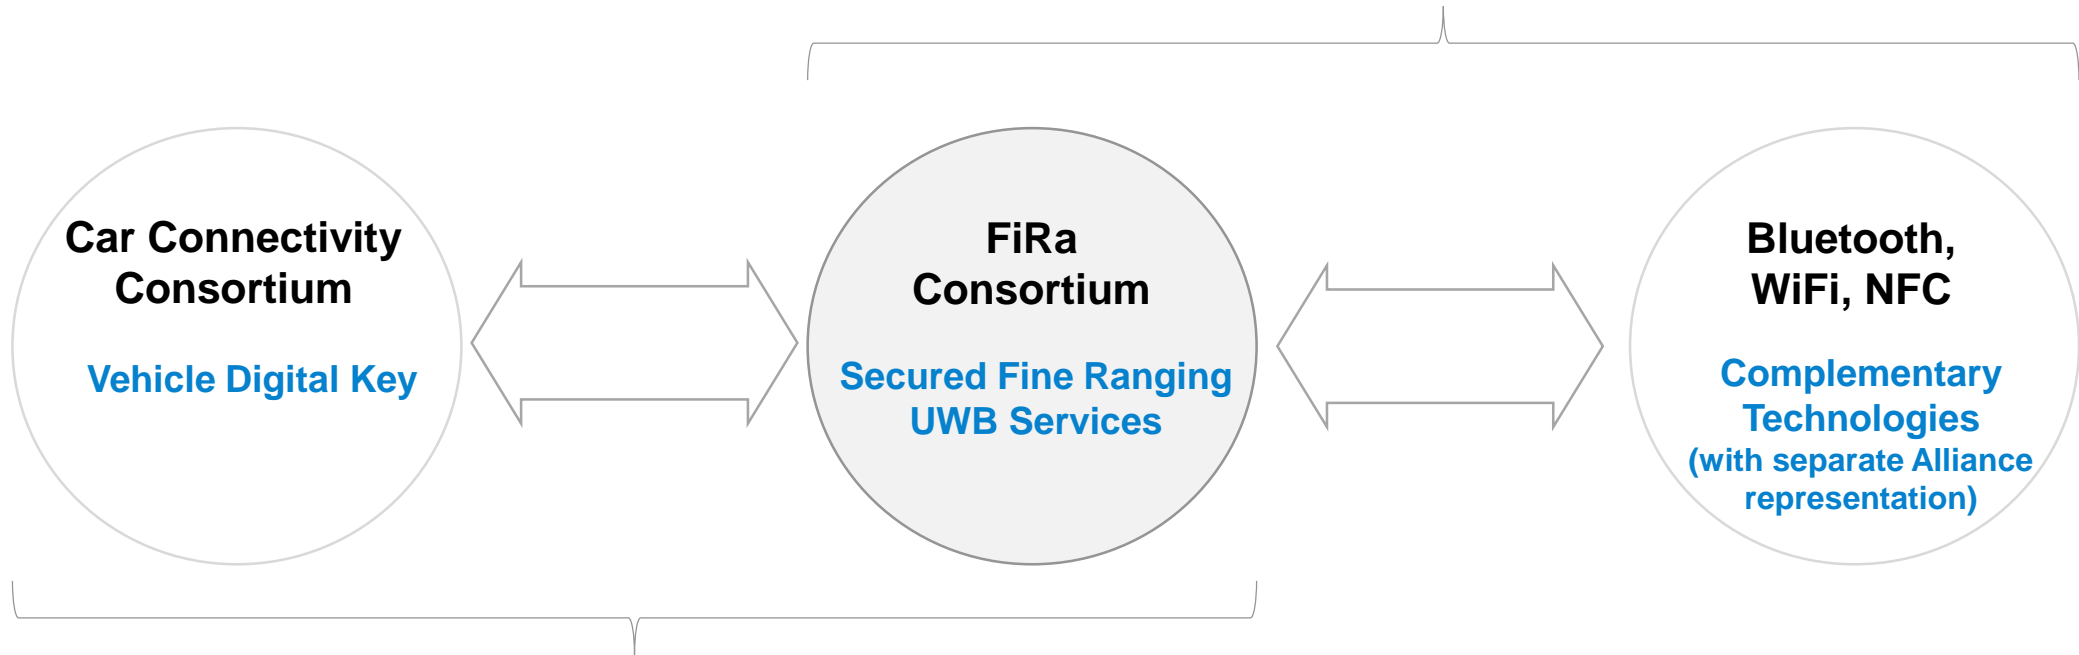 Car Connectivity
Consortium
Vehicle Digital Key
FiRa
Consortium
Secured Fine Ranging
UWB Services
Bluetooth,
WiFi, NFC
Complementary
Technologies
(with separate Alliance
representation)